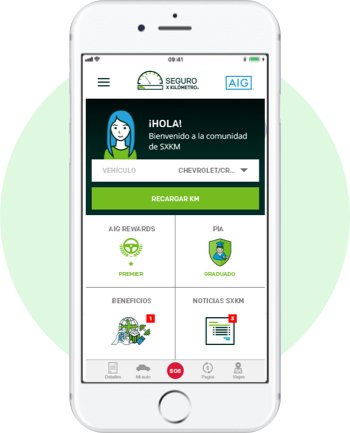 09:41
SEGURO
X KILÓMETRO®
AIG
¡HOLA!
Bienvenido a la comunidad
de SXKM
VEHÍCULO CHEVROLET/CR...
RECARGAR KM
AIG REWARDS
PIA
PREMIER
GRADUADO
BENEFICIOS
NOTICIAS SXKM
1
Detalles
Mi auto
SOS
Pagos
Viajes